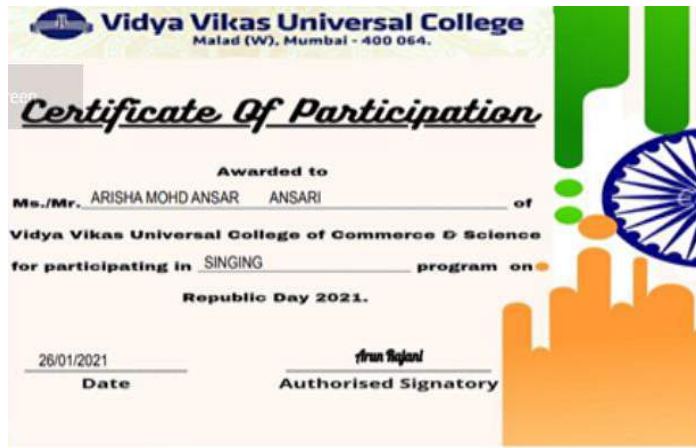 Vidya Vikas Universal College
Malad (W), Mumbai - 400 064.
Certificate Of Participation
Awarded to
Ms./Mr. ARISHA MOHD ANSAR ANSARI of
Vidya Vikas Universal College of Commerce & Science
for participating in SINGING program on
Republic Day 2021.
26/01/2021 Arun Rajani
Date Authorised Signatory